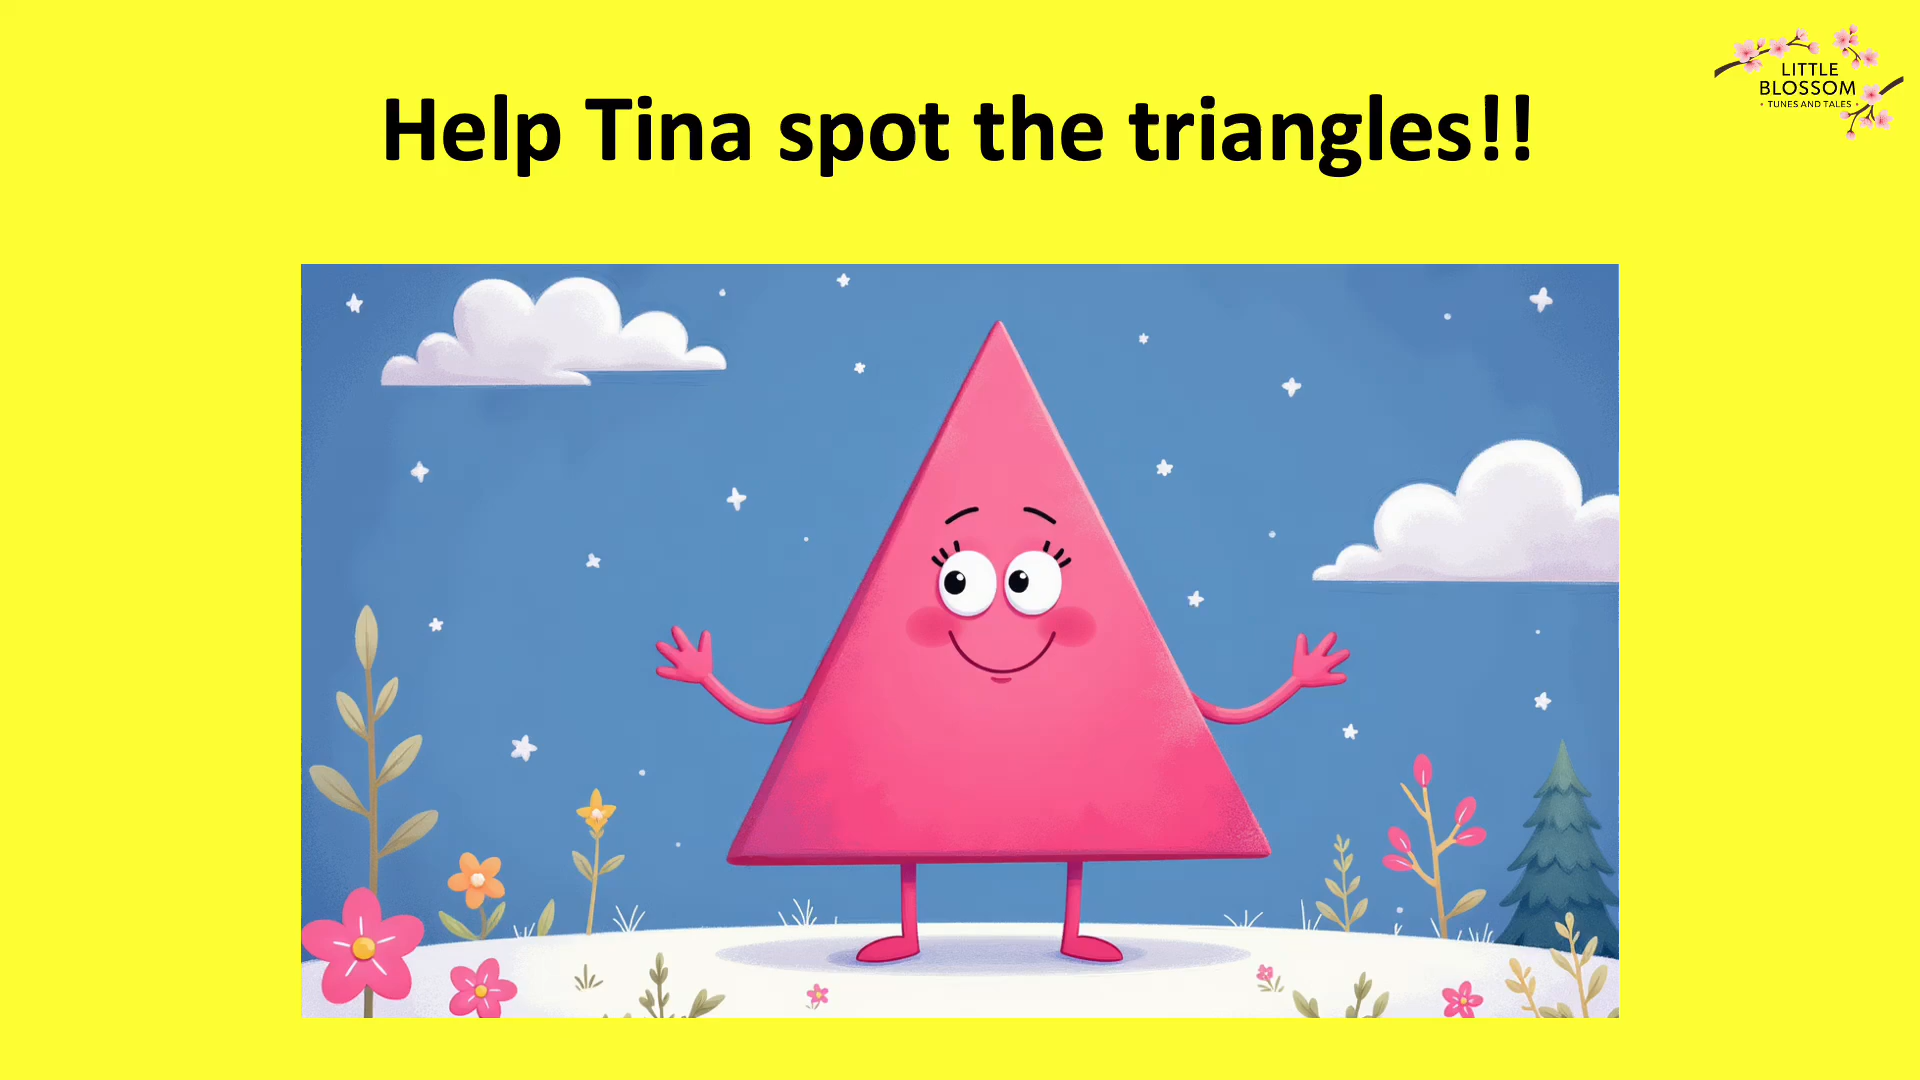 Help Tina spot the triangles!!
LITTLE
BLOSSOM
• TUNES AND TALES •